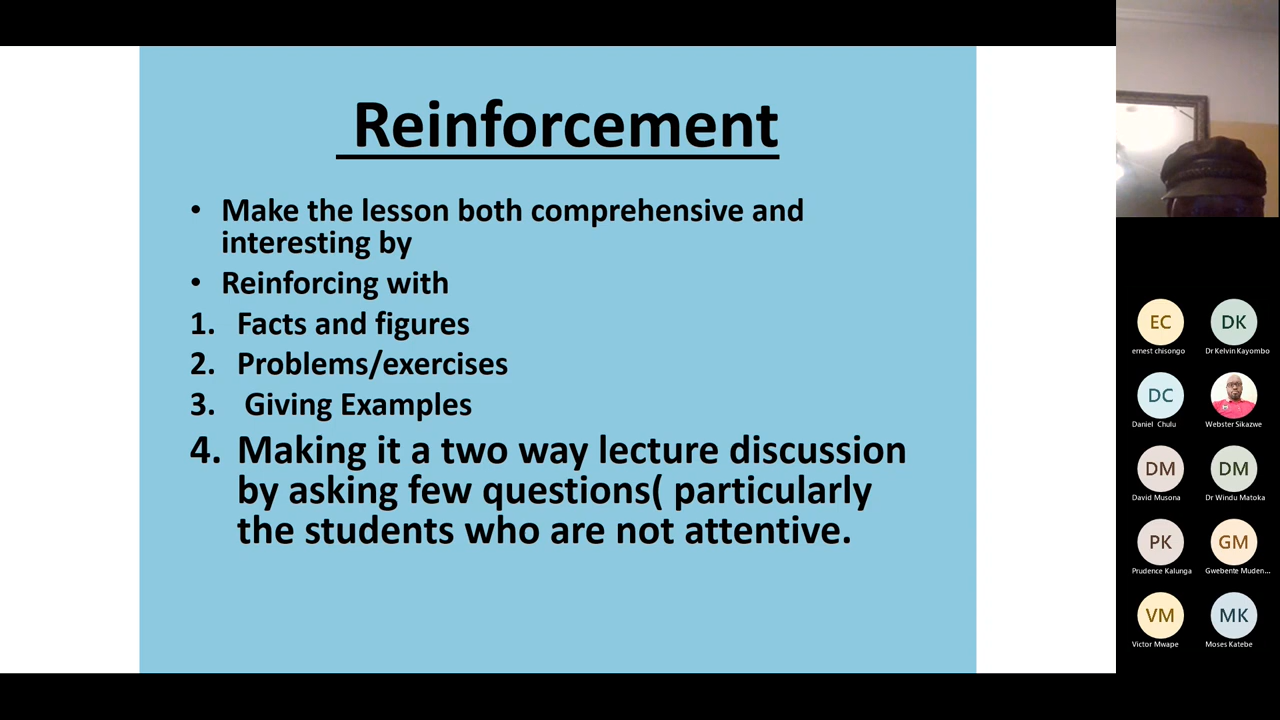 Reinforcement
• Make the lesson both comprehensive and
interesting by
• Reinforcing with
1. Facts and figures
2. Problems/exercises
3. Giving Examples
4. Making it a two way lecture discussion
by asking few questions( particularly
the students who are not attentive.
EC
ernest chisongo
DK
Dr Kelvin Kayombo
DC
Daniel Chulu
Webster Sikazwe
DM
David Musona
DM
Dr Windu Matoka
PK
Prudence Kalunga
GM
Gwebente Muden...
VM
Victor Mwape
MK
Moses Katebe